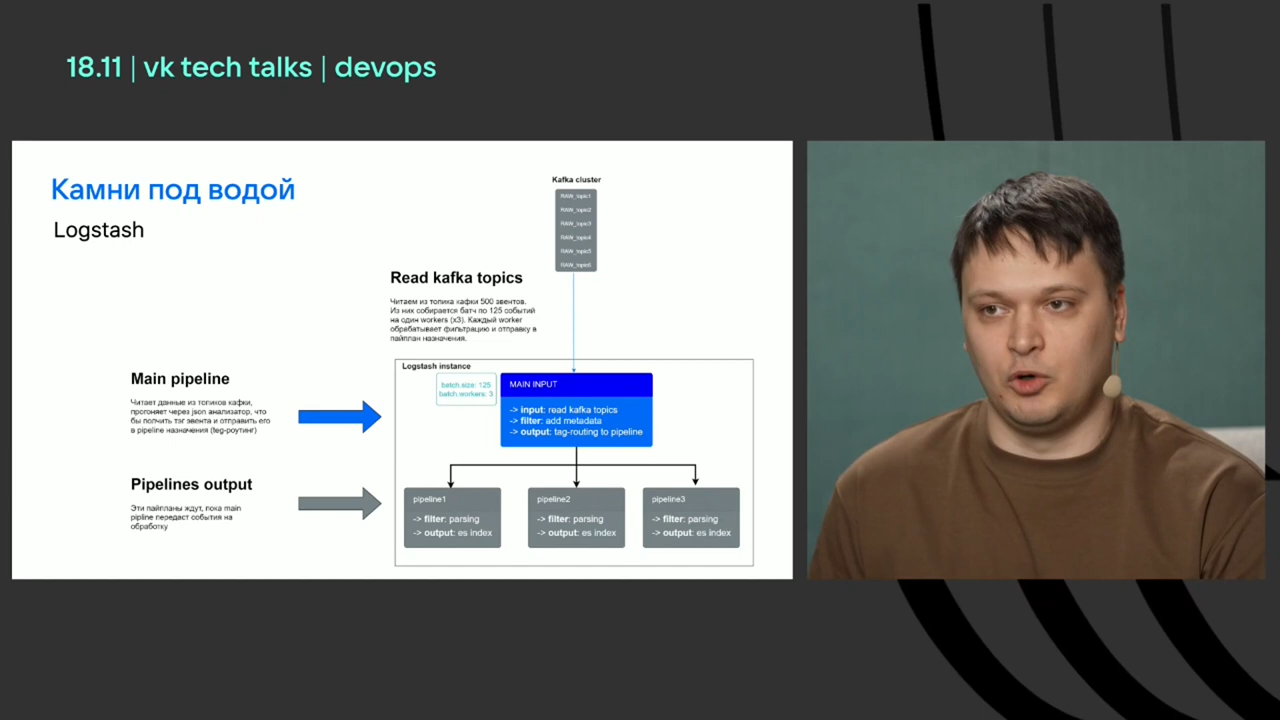 18.11 | vk tech talks | devops
Камни под водой
Logstash
Kafka cluster
RAW_topic1
RAW_topic2
RAW_topic3
RAW_topic4
RAW_topic5
RAW_topic6
Read kafka topics
Читаем из топика кафки 500 эвентов.
Из них собирается батч по 125 событий
на один workers (x3). Каждый worker
обрабатывает фильтрацию и отправку в
пайплан назначения.
Logstash instance
batch.size: 125
batch.workers: 3
MAIN INPUT
-> input: read kafka topics
-> filter: add metadata
-> output: tag-routing to pipeline
Main pipeline
Читает данные из топиков кафки,
прогоняет через json анализатор, что
бы полчить тэг эвента и отправить его
в pipeline назначения (teg-роутинг)
Pipelines output
Эти пайпланы ждут, пока main
pipline передаст события на
обработку
pipeline1
-> filter: parsing
-> output: es index
pipeline2
-> filter: parsing
-> output: es index
pipeline3
-> filter: parsing
-> output: es index